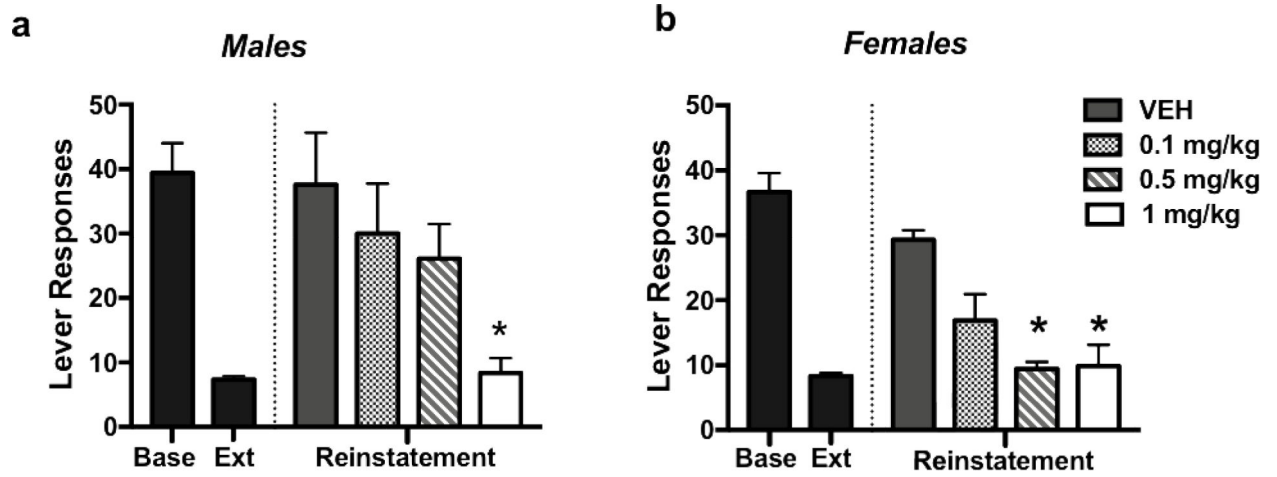 a
Males
Lever Responses
50
40
30
20
10
0
*
Base Ext Reinstatement
b
Females
Lever Responses
50
40
30
20
10
0
* *
Base Ext Reinstatement
VEH
0.1 mg/kg
0.5 mg/kg
1 mg/kg